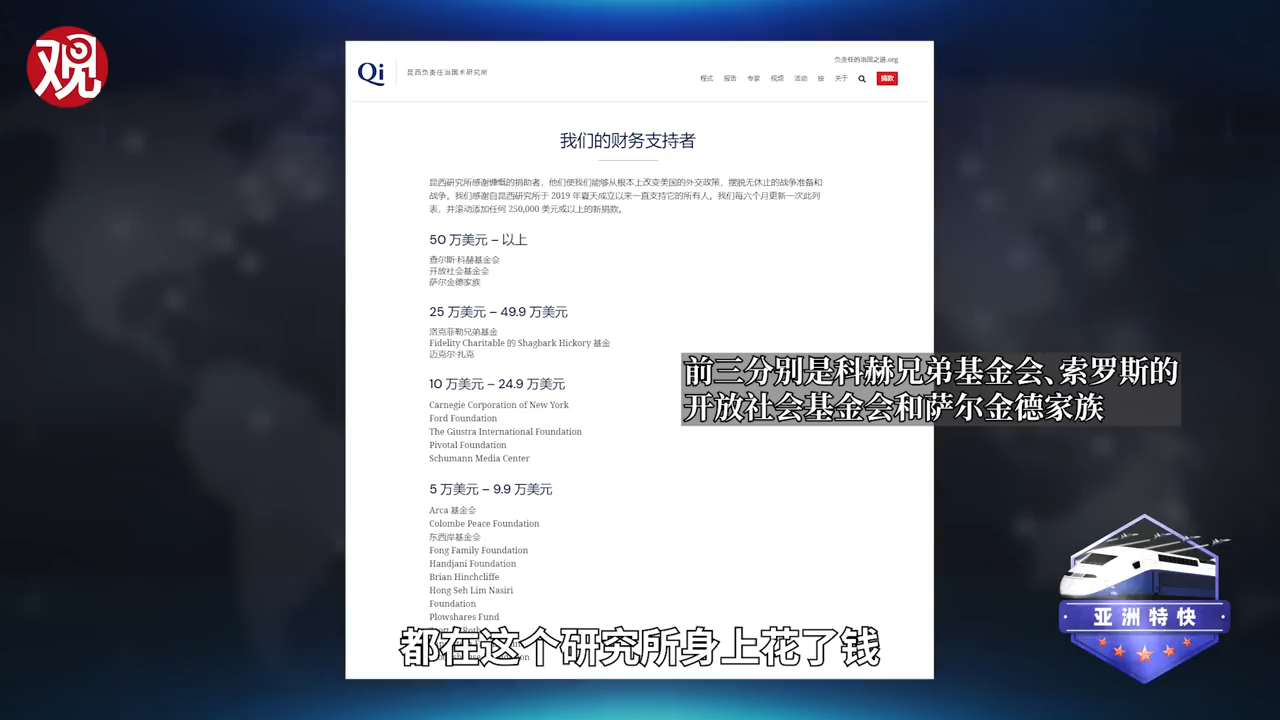 观
Qi
昆西负责任治国术研究所
负责任的治国之道.org
程式 报告 专家 视频 活动 按 关于 捐款
我们的财务支持者
昆西研究所感谢慷慨的捐助者，他们使我们能够从根本上改变美国的外交政策，摆脱无休止的战争准备和
战争。我们感谢自昆西研究所于 2019 年夏天成立以来一直支持它的所有人。我们每六个月更新一次此列
表，并滚动添加任何 250,000 美元或以上的新捐款。
50 万美元 – 以上
查尔斯·科赫基金会
开放社会基金会
萨尔金德家族
25 万美元 – 49.9 万美元
洛克菲勒兄弟基金
Fidelity Charitable 的 Shagbark Hickory 基金
迈克尔·扎克
前三分别是科赫兄弟基金会、索罗斯的
开放社会基金会和萨尔金德家族
10 万美元 – 24.9 万美元
Carnegie Corporation of New York
Ford Foundation
The Giustra International Foundation
Pivotal Foundation
Schumann Media Center
5 万美元 – 9.9 万美元
Arca 基金会
Colombe Peace Foundation
东西岸基金会
Fong Family Foundation
Handjani Foundation
Brian Hinchcliffe
Hong Seh Lim Nasiri
Foundation
Plowshares Fund
都在这个研究所身上花了钱
亚洲特快